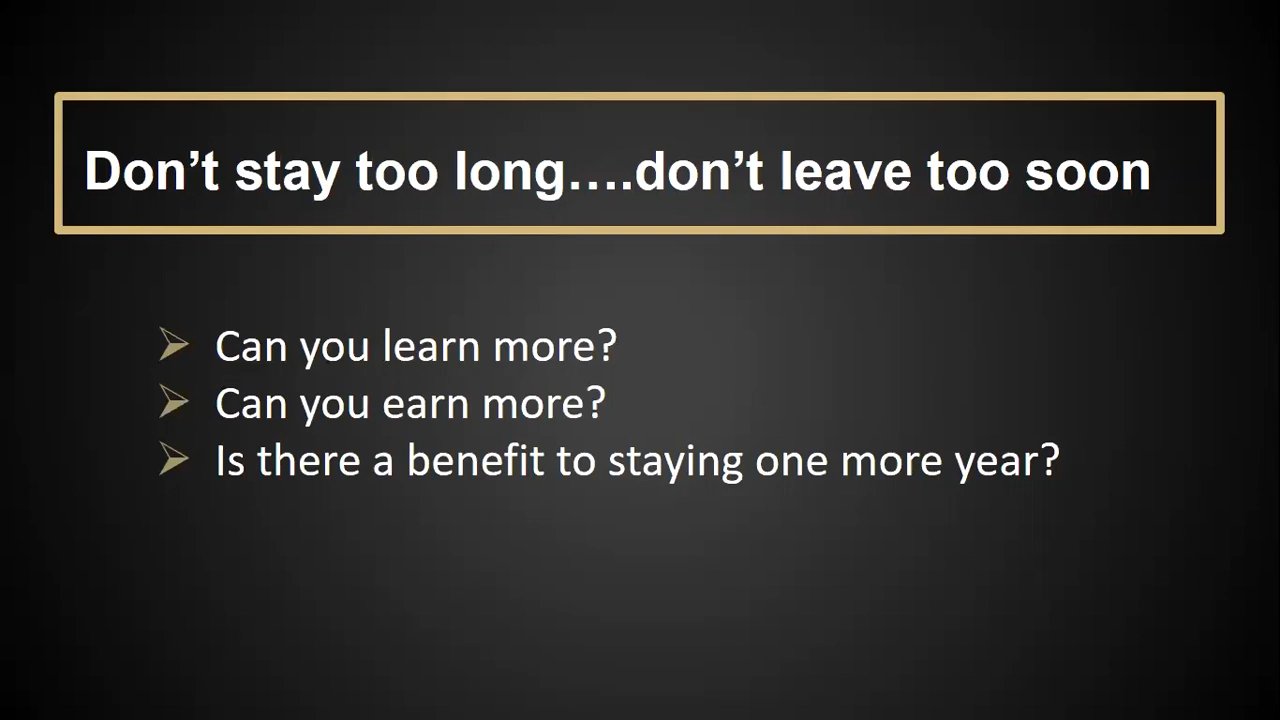 Don’t stay too long….don’t leave too soon
Can you learn more?
Can you earn more?
Is there a benefit to staying one more year?